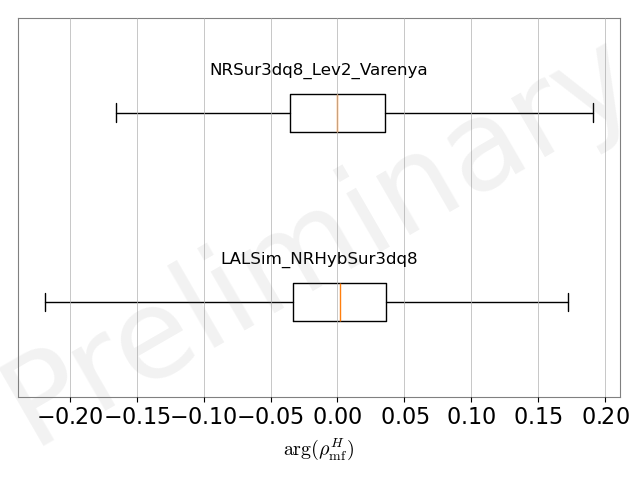 NRSur3dq8_Lev2_Varenya
LALSim_NRHybSur3dq8
−0.20 −0.15 −0.10 −0.05 0.00 0.05 0.10 0.15 0.20
arg(ρ_mf^H)
Preliminary